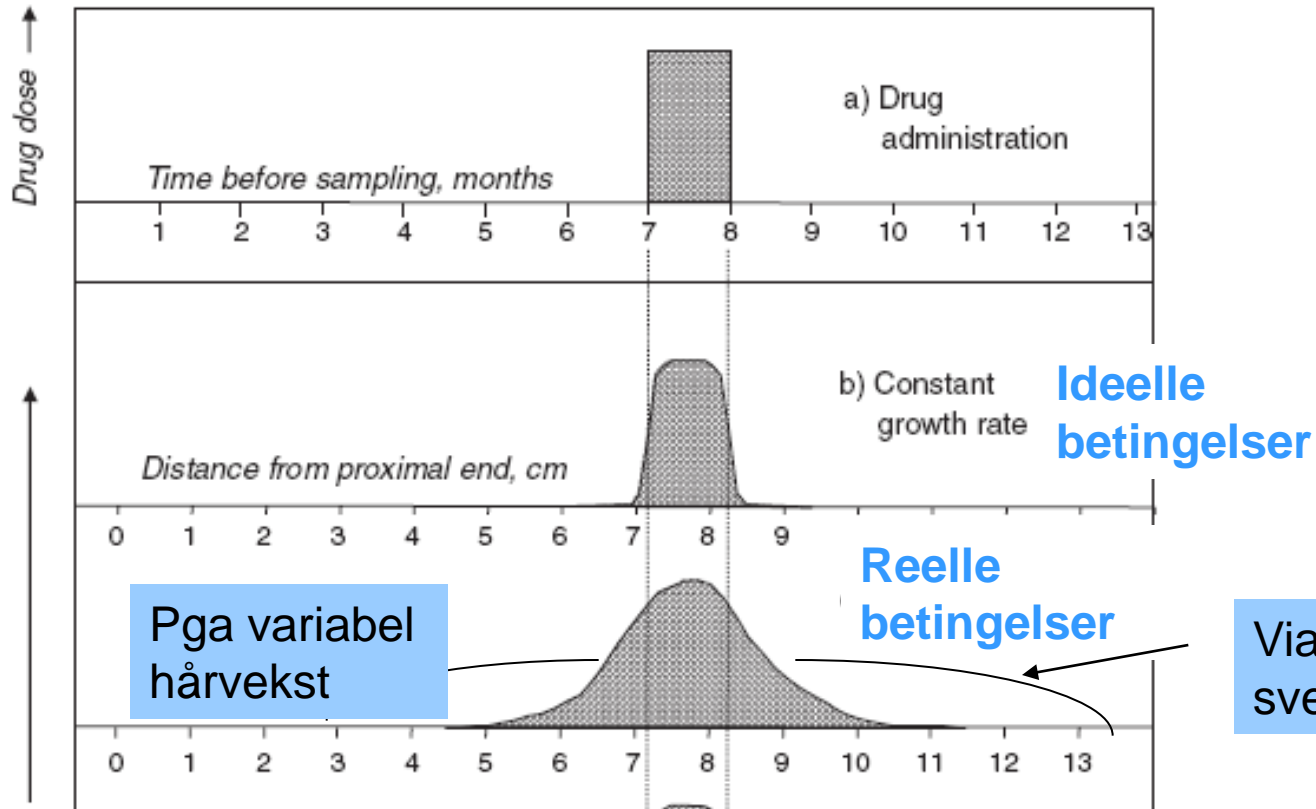 Drug dose
a) Drug
administration
Time before sampling, months
1 2 3 4 5 6 7 8 9 10 11 12 13
b) Constant
growth rate
Ideelle
betingelser
Distance from proximal end, cm
0 1 2 3 4 5 6 7 8 9
Reelle
betingelser
Pga variabel
hårvekst
Via
sve
0 1 2 3 4 5 6 7 8 9 10 11 12 13